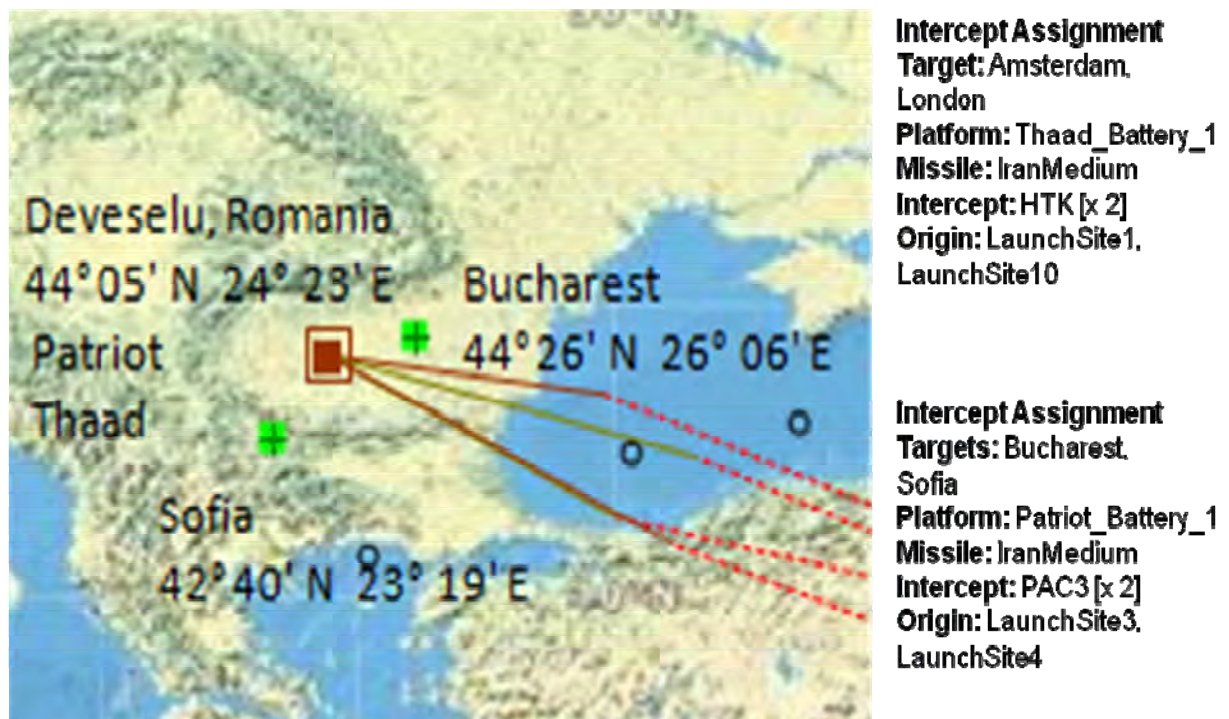 Deveselu, Romania
44°05' N 24° 23'E
Patriot
Thaad
Bucharest
44° 26' N 26° 06' E
Sofia
42° 40' N 23° 19' E
Intercept Assignment
Target: Amsterdam,
London
Platform: Thaad_Battery_1
Missile: IranMedium
Intercept: HTK [x 2]
Origin: LaunchSite1,
LaunchSite10
Intercept Assignment
Targets: Bucharest,
Sofia
Platform: Patriot_Battery_1
Missile: IranMedium
Intercept: PAC3 [x 2]
Origin: LaunchSite3,
LaunchSite4